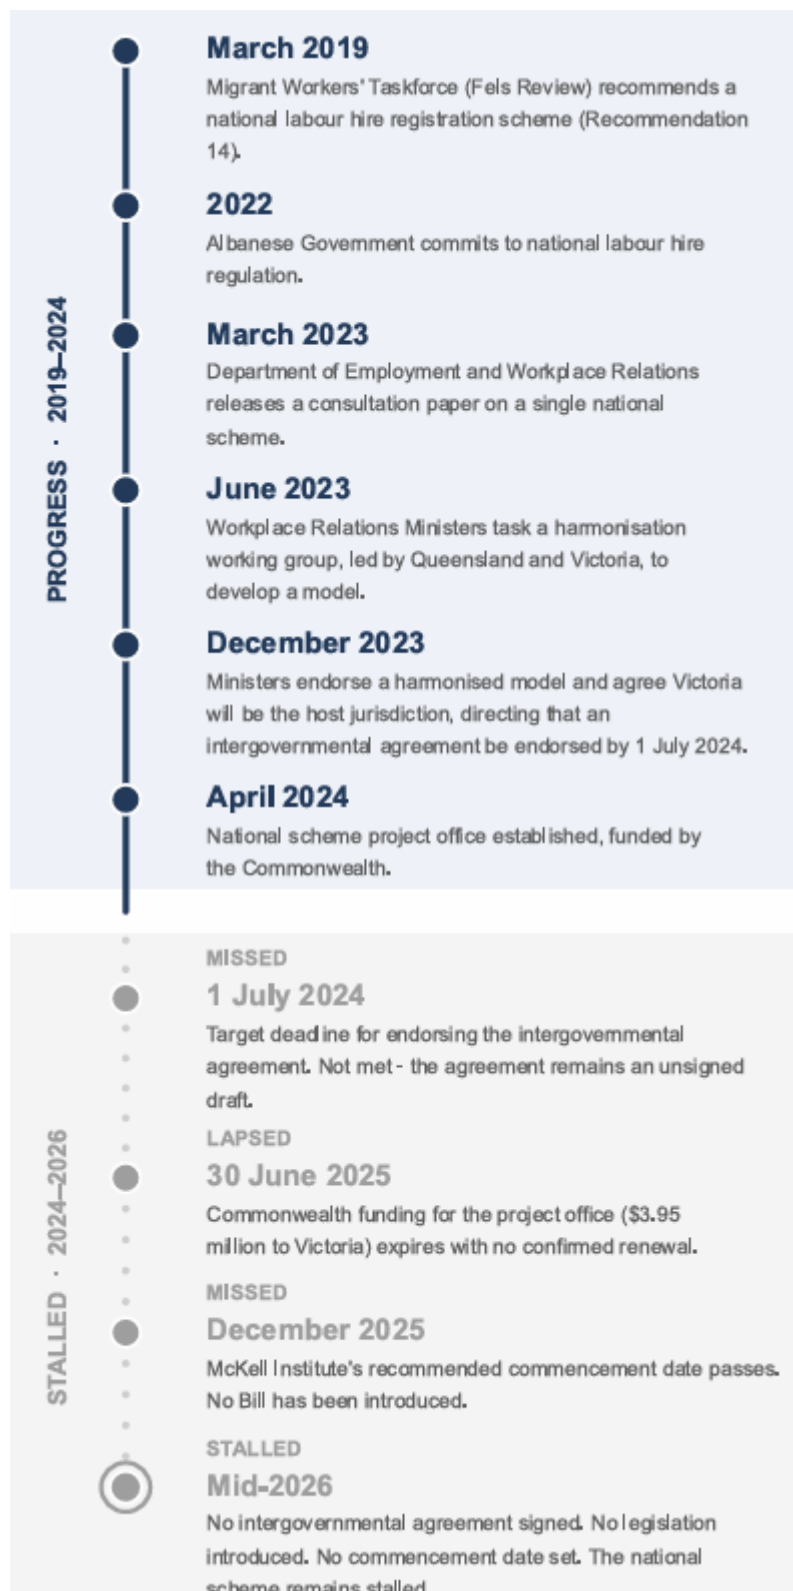 March 2019
Migrant Workers' Taskforce (Fels Review) recommends a
national labour hire registration scheme (Recommendation
14).
2022
Albanese Government commits to national labour hire
regulation.
March 2023
Department of Employment and Workplace Relations
releases a consultation paper on a single national
scheme.
June 2023
Workplace Relations Ministers task a harmonisation
working group, led by Queensland and Victoria, to
develop a model.
December 2023
Ministers endorse a harmonised model and agree Victoria
will be the host jurisdiction, directing that an
intergovernmental agreement be endorsed by 1 July 2024.
April 2024
National scheme project office established, funded by
the Commonwealth.
PROGRESS · 2019–2024
MISSED
1 July 2024
Target deadline for endorsing the intergovernmental
agreement. Not met - the agreement remains an unsigned
draft.
LAPSED
30 June 2025
Commonwealth funding for the project office ($3.95
million to Victoria) expires with no confirmed renewal.
MISSED
December 2025
McKell Institute's recommended commencement date passes.
No Bill has been introduced.
STALLED
Mid-2026
No intergovernmental agreement signed. No legislation
introduced. No commencement date set. The national
scheme remains stalled
STALLED · 2024–2026